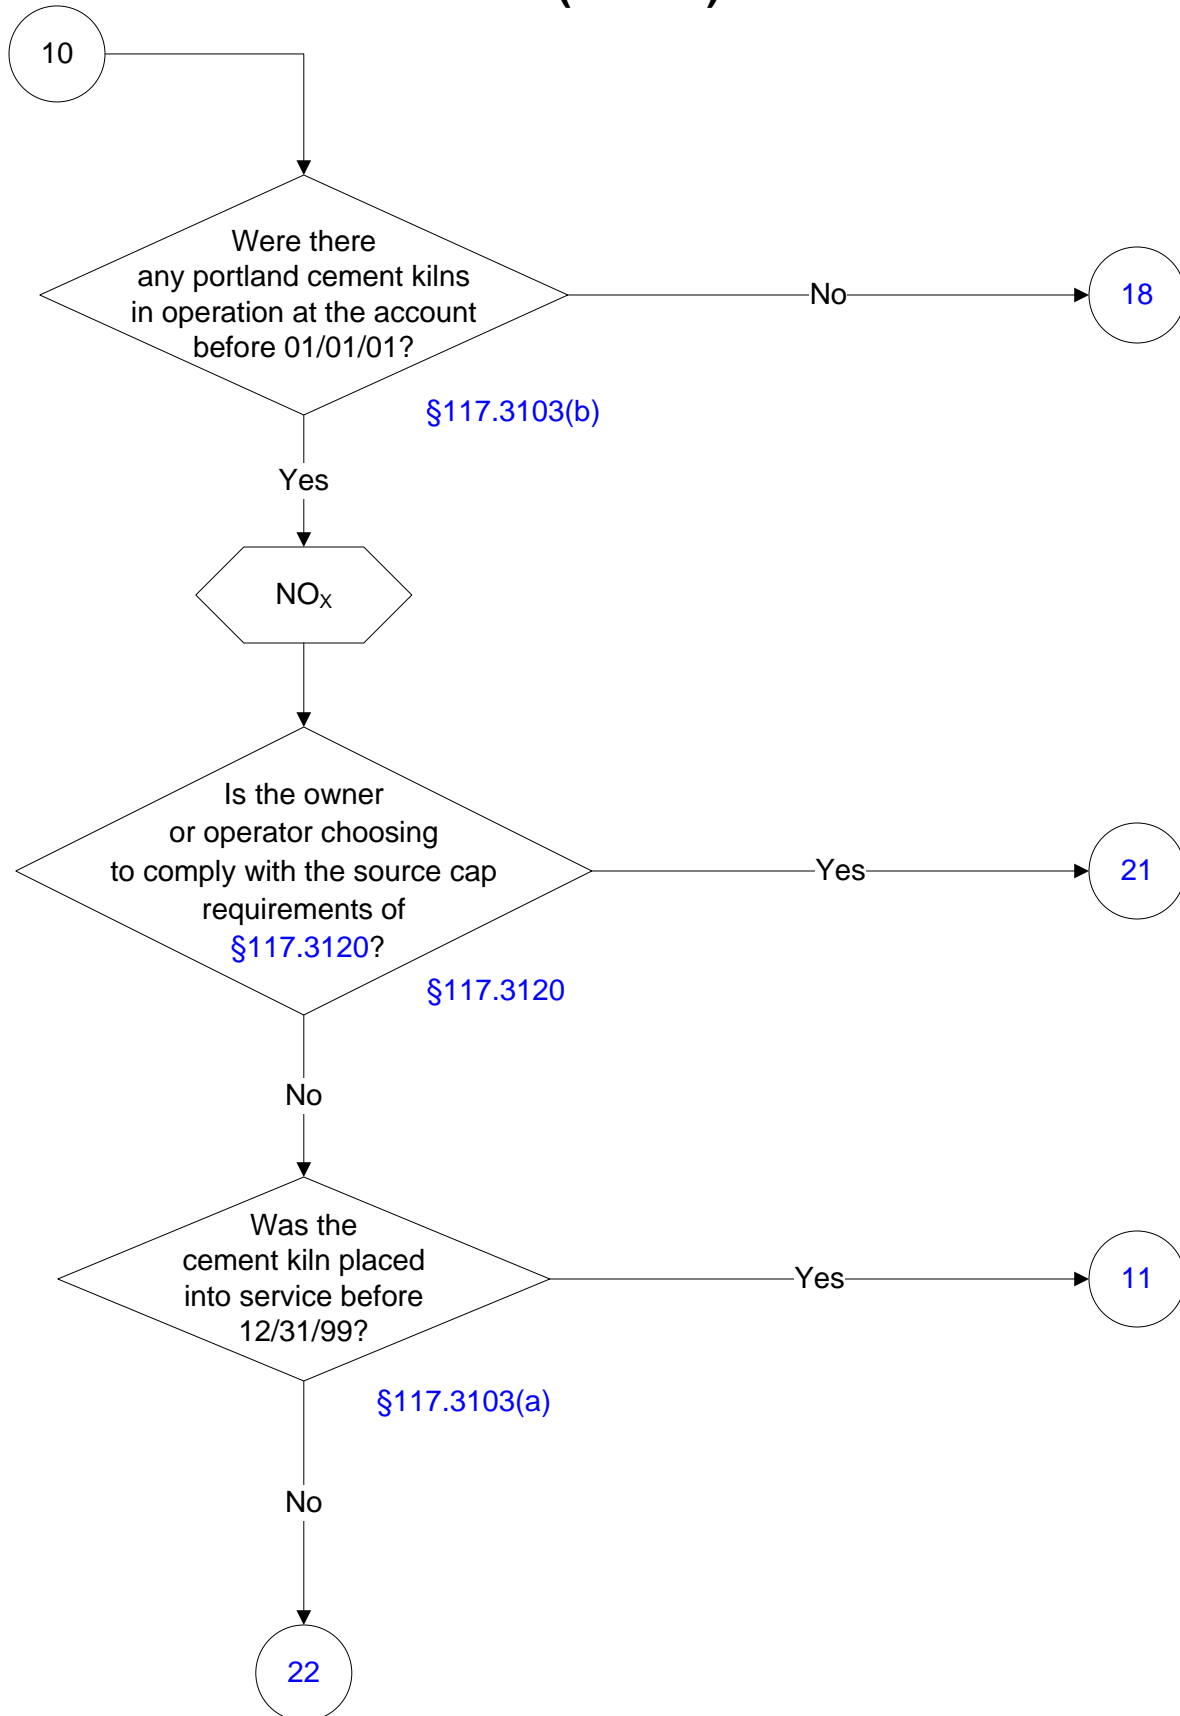 10
Were there
any portland cement kilns
in operation at the account
before 01/01/01?
No
18
§117.3103(b)
Yes
NOX
Is the owner
or operator choosing
to comply with the source cap
requirements of
§117.3120?
Yes
21
§117.3120
No
Was the
cement kiln placed
into service before
12/31/99?
Yes
11
§117.3103(a)
No
22